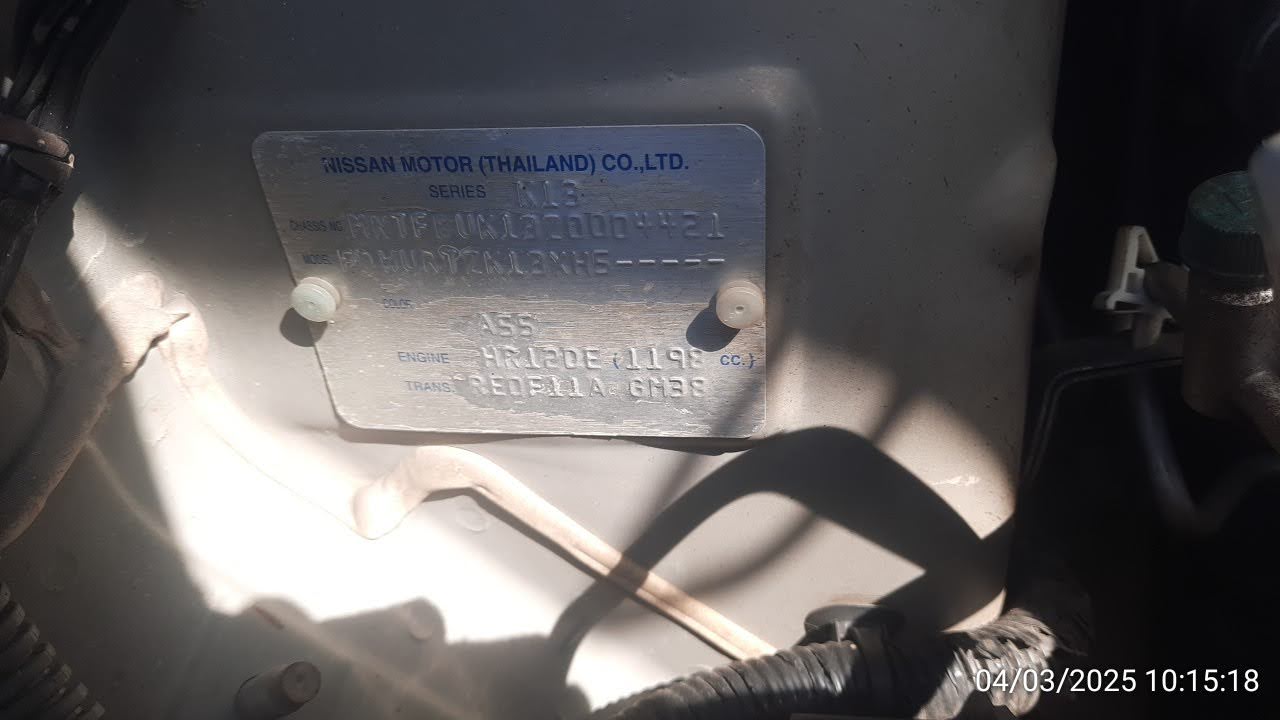 NISSAN MOTOR (THAILAND) CO.,LTD.
SERIES K13
CHASSIS NO.
MODEL
COLOR
A55
ENGINE HR12DE (1198 CC.)
TRANS. RE0F11A GM38
04/03/2025 10:15:18